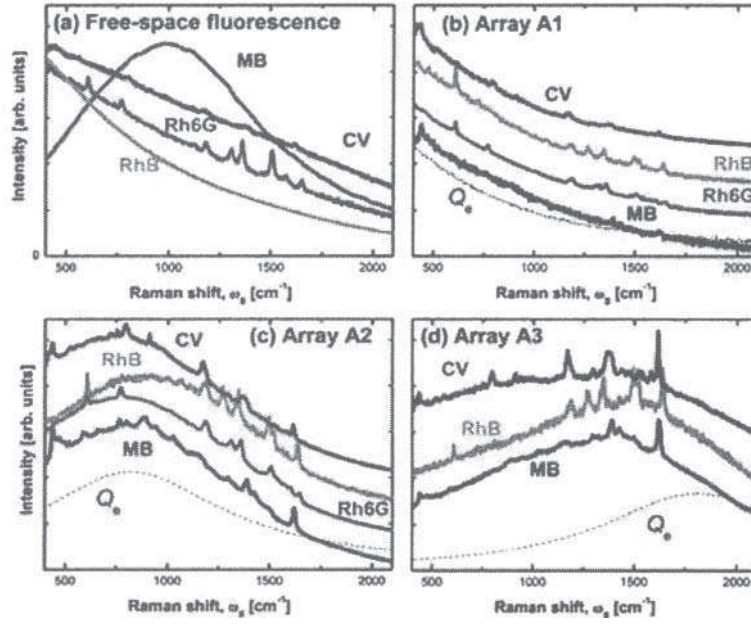 (a) Free-space fluorescence
MB
Rh6G
CV
RhB
Intensity [arb. units]
0
500 1000 1500 2000
Raman shift, ωs [cm⁻¹]
(b) Array A1
CV
RhB
Rh6G
MB
Qe
500 1000 1500 2000
Raman shift, ωs [cm⁻¹]
CV (c) Array A2
RhB
MB
Rh6G
Qe
Intensity [arb. units]
500 1000 1500 2000
Raman shift, ωs [cm⁻¹]
(d) Array A3
CV
RhB
MB
Qe
500 1000 1500 2000
Raman shift, ωs [cm⁻¹]